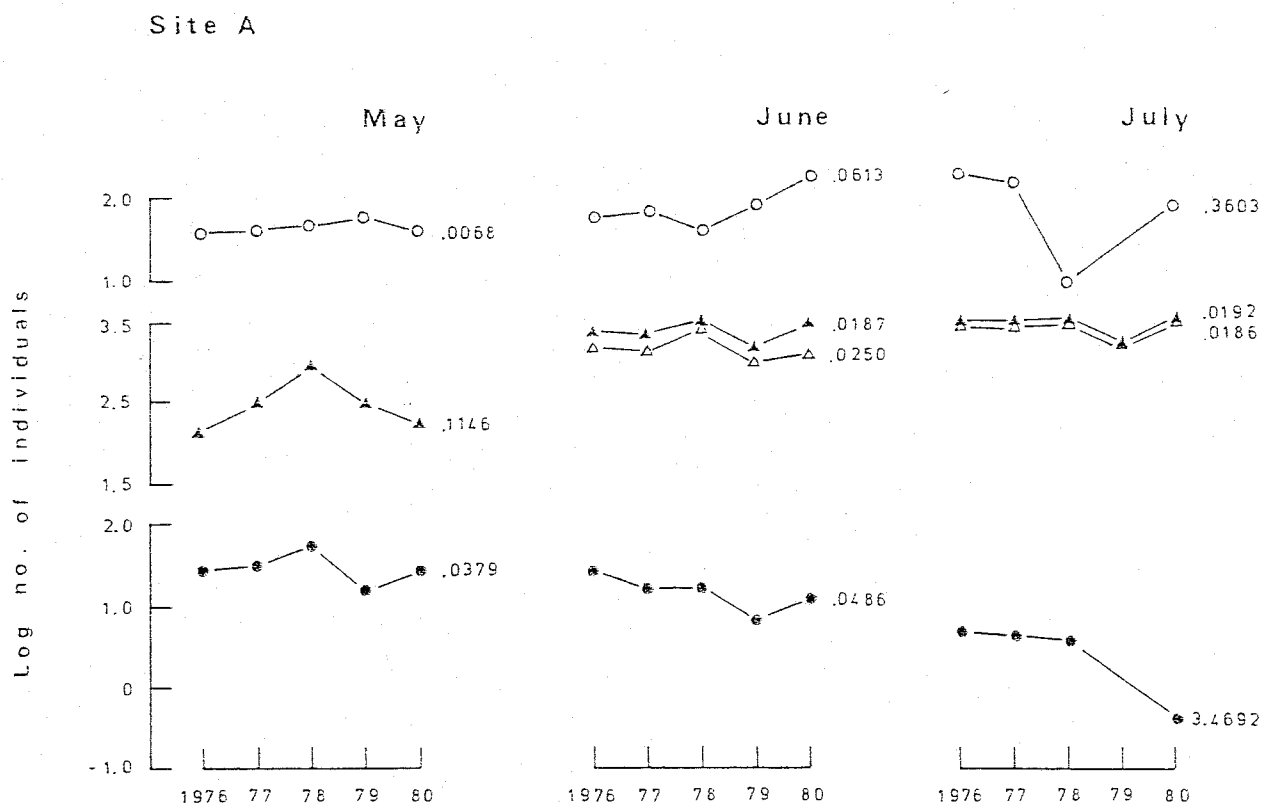 Site A
May
June
July
Log no. of individuals
2.0
1.0
3.5
2.5
1.5
2.0
1.0
0
-1.0
.0068
.1146
.0379
.0613
.0187
.0250
.0486
.3603
.0192
.0186
3.4692
1976 77 78 79 80
1976 77 78 79 80
1976 77 78 79 80